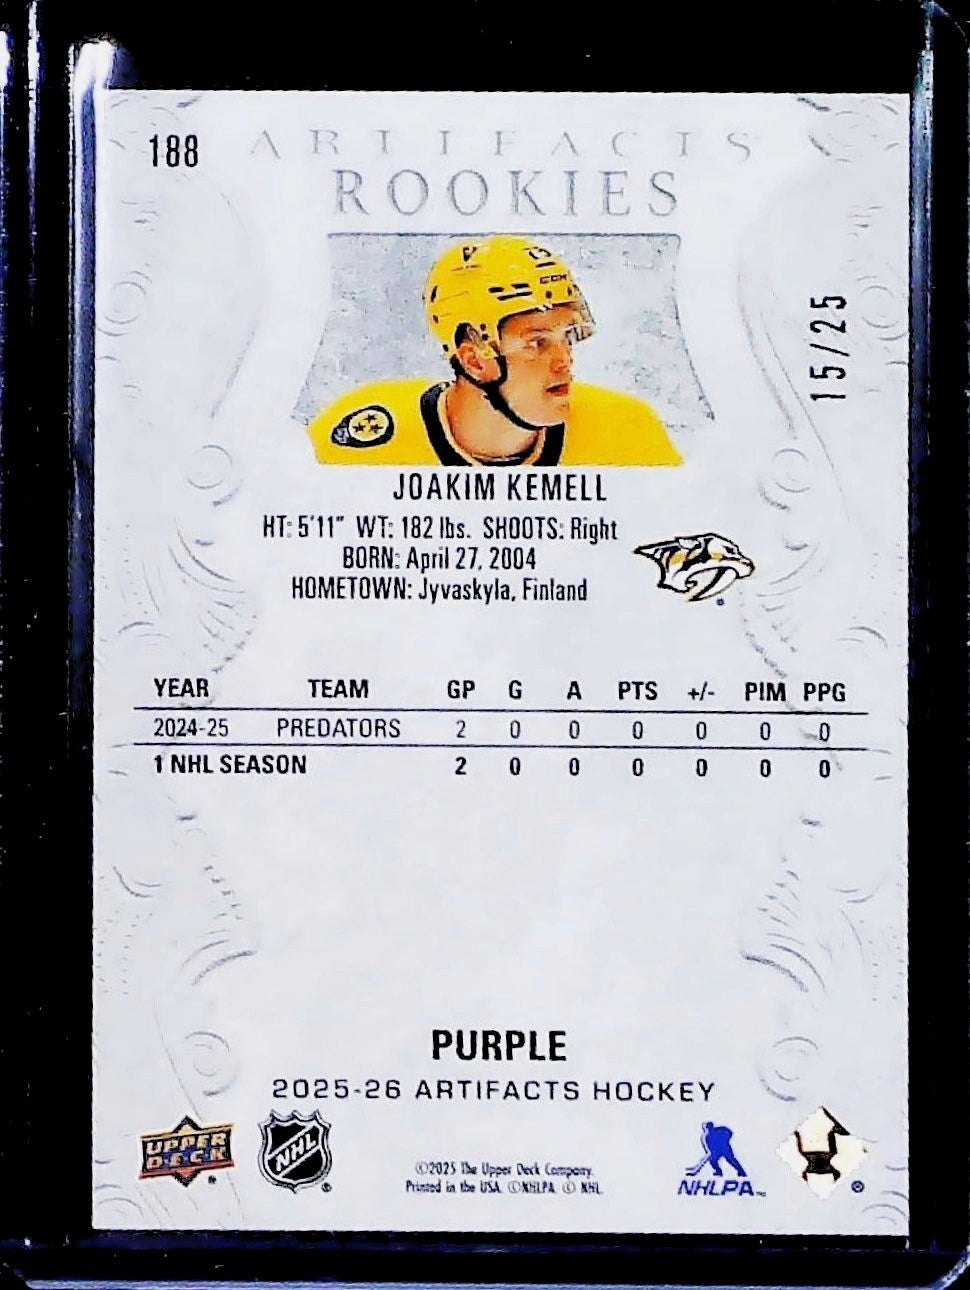 188
ARTIFACTS
ROOKIES
15/25
JOAKIM KEMELL
HT: 5'11" WT: 182 lbs. SHOOTS: Right
BORN: April 27, 2004
HOMETOWN: Jyvaskyla, Finland
YEAR TEAM GP G A PTS +/- PIM PPG
2024-25 PREDATORS 2 0 0 0 0 0 0
1 NHL SEASON 2 0 0 0 0 0 0
PURPLE
2025-26 ARTIFACTS HOCKEY
UPPER DECK
NHL
©2025 The Upper Deck Company.
Printed in the USA. ©NHLPA. © NHL.
NHLPA